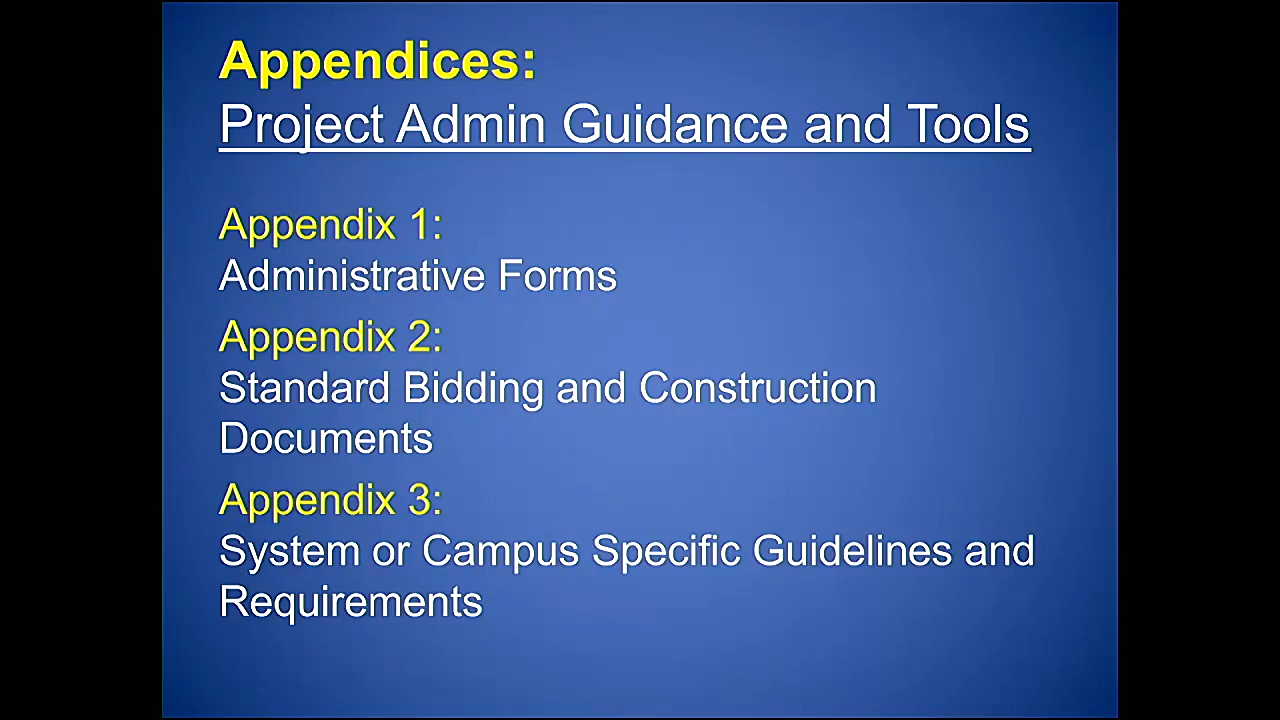 Appendices:
Project Admin Guidance and Tools
Appendix 1:
Administrative Forms
Appendix 2:
Standard Bidding and Construction
Documents
Appendix 3:
System or Campus Specific Guidelines and
Requirements